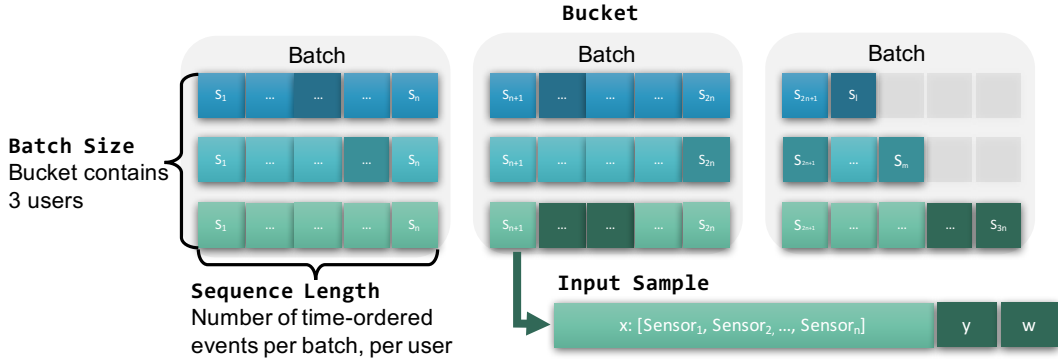 Bucket
Batch Batch Batch
S1 ... ... ... Sn Sn+1 ... ... ... S2n S2n+1 Sl
Batch Size
Bucket contains
3 users
S1 ... ... ... Sn Sn+1 ... ... ... S2n S2n+1 ... Sm
S1 ... ... ... Sn Sn+1 ... ... ... S2n S2n+1 ... ... ... S3n
Sequence Length
Number of time-ordered
events per batch, per user
Input Sample
x: [Sensor1, Sensor2, ..., Sensorn] y w